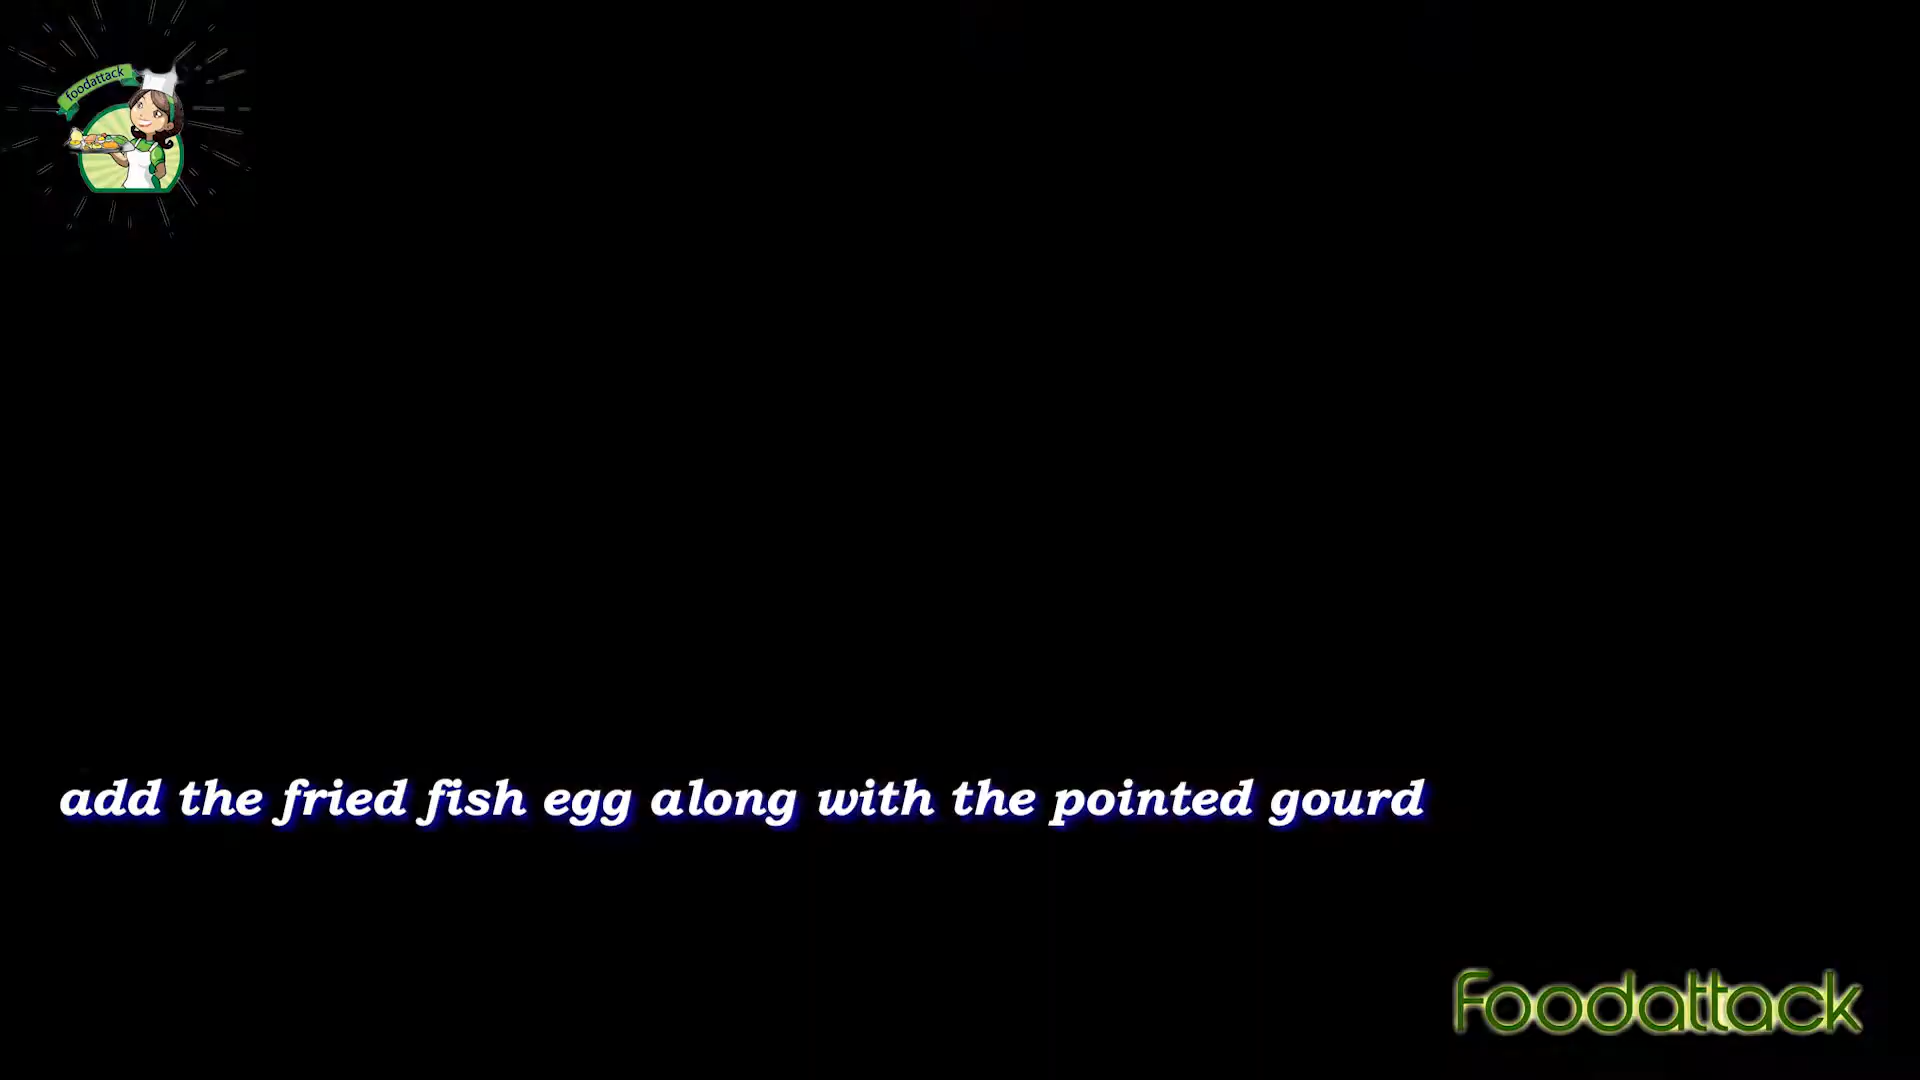 foodattack
add the fried fish egg along with the pointed gourd
Foodattack